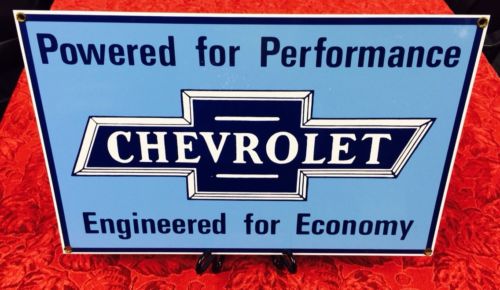 Powered for Performance
CHEVROLET
Engineered for Economy